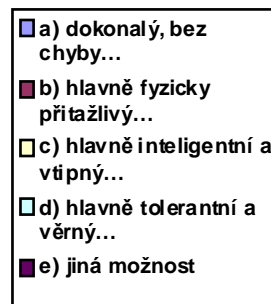 a) dokonalý, bez
chyby...
b) hlavně fyzicky
přitažlivý...
c) hlavně inteligentní a
vtipný...
d) hlavně tolerantní a
věrný...
e) jiná možnost